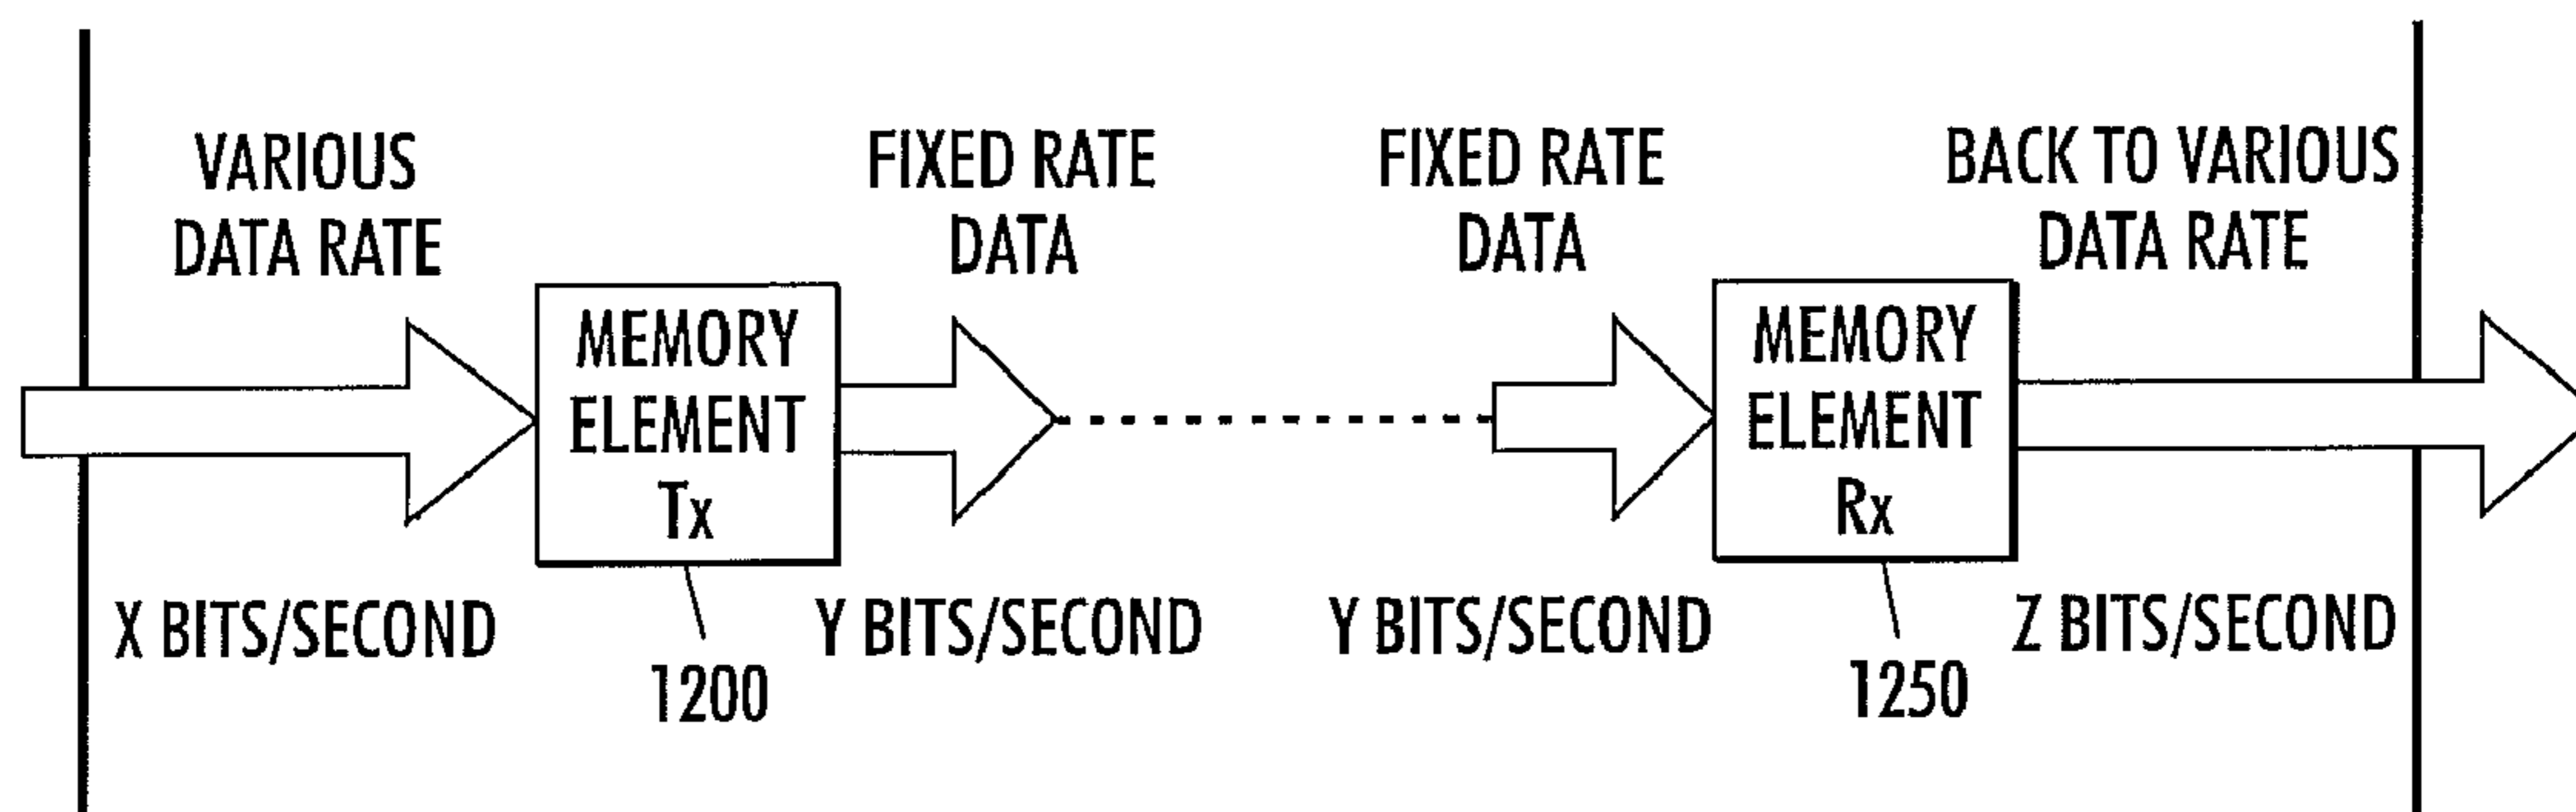 VARIOUS
DATA RATE
FIXED RATE
DATA
FIXED RATE
DATA
BACK TO VARIOUS
DATA RATE
MEMORY
ELEMENT
Tx
MEMORY
ELEMENT
Rx
X BITS/SECOND
Y BITS/SECOND
Y BITS/SECOND
Z BITS/SECOND
1200
1250